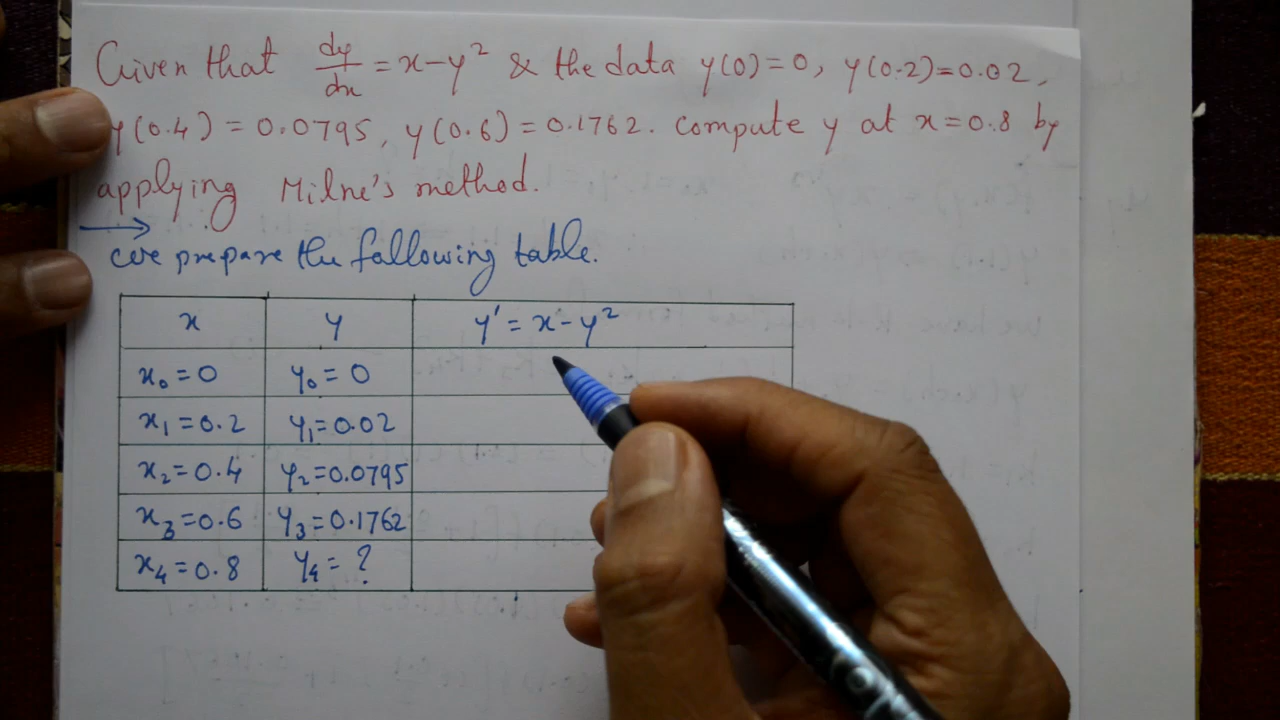 Given that dy/dx = x-y² & the data y(0)=0, y(0.2)=0.02,
y(0.4)=0.0795, y(0.6)=0.1762. compute y at x=0.8 by
applying Milne's method.
we prepare the following table.
x y y' = x-y²
x₀=0 y₀=0
x₁=0.2 y₁=0.02
x₂=0.4 y₂=0.0795
x₃=0.6 y₃=0.1762
x₄=0.8 y₄=?